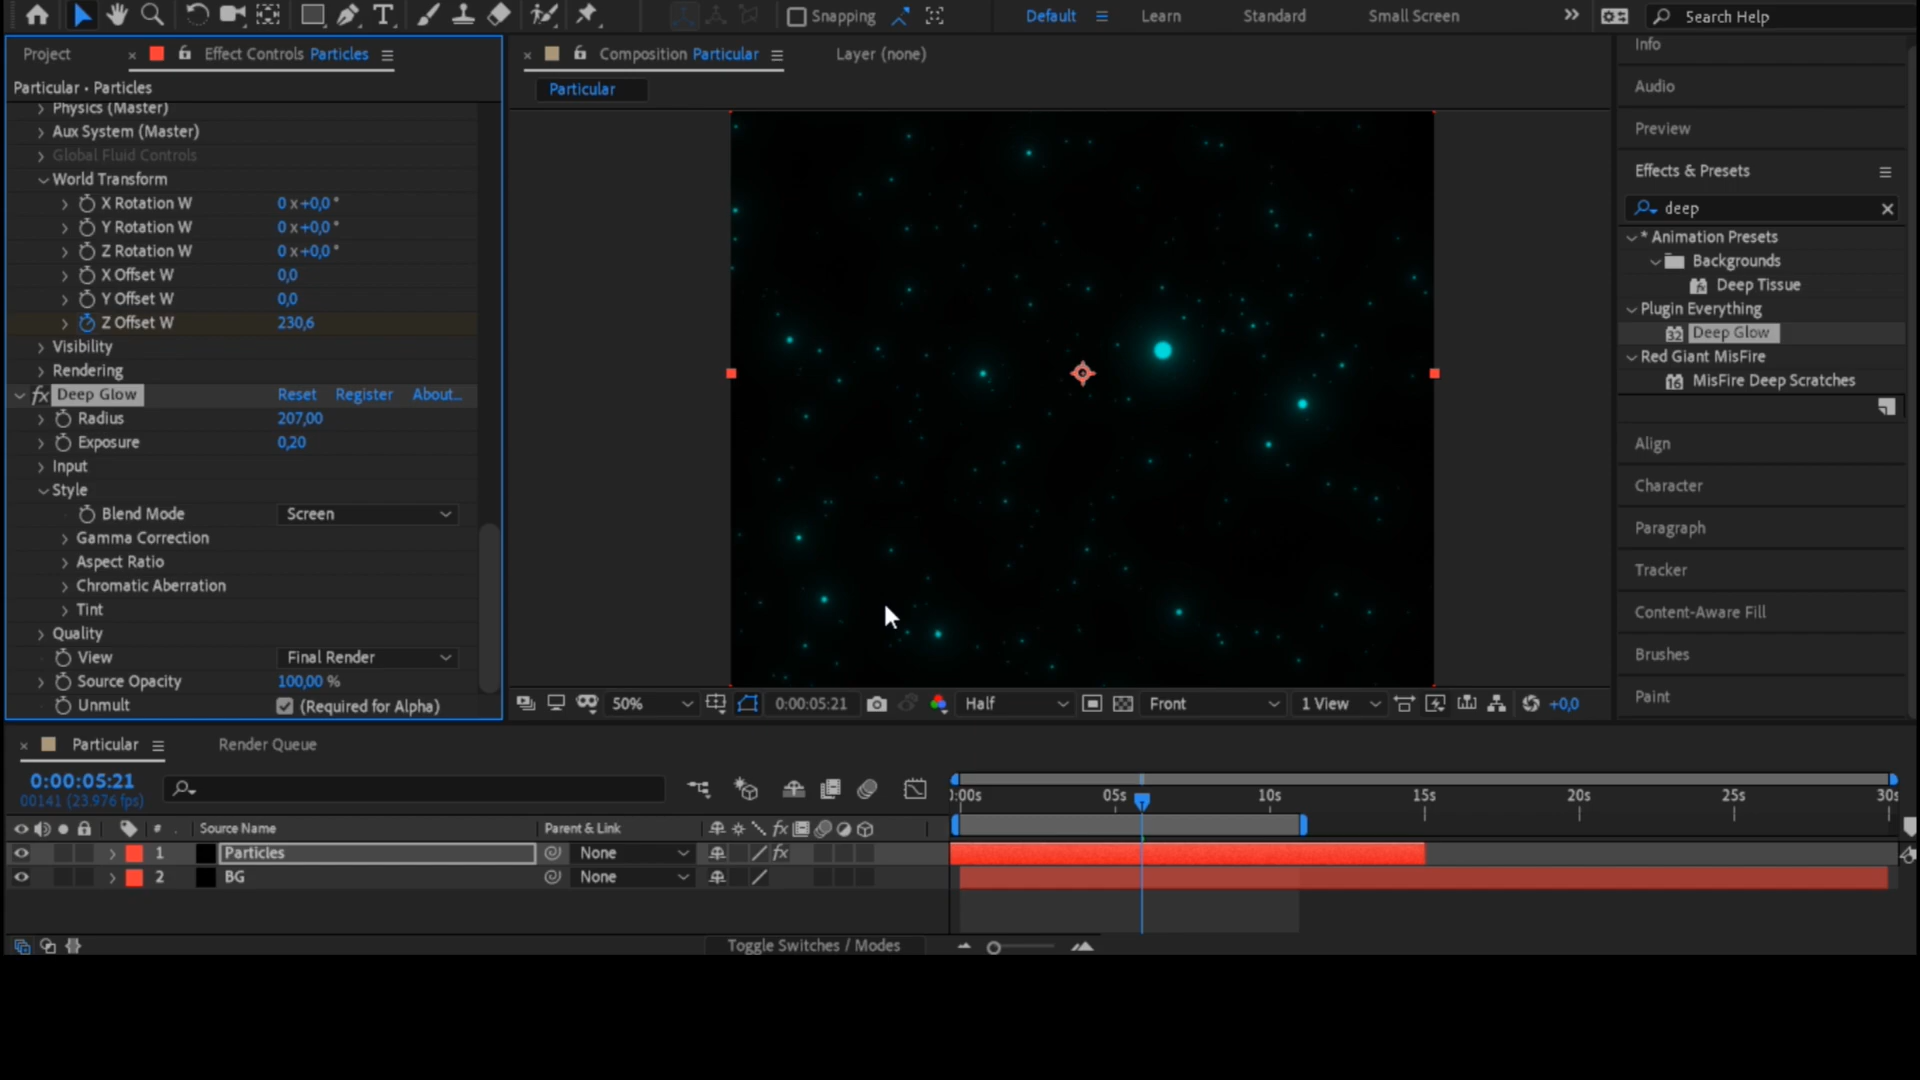 T Snapping Default Learn Standard Small Screen » Search Help
Project × Effect Controls Particles
Particular • Particles
Physics (Master)
Aux System (Master)
Global Fluid Controls
World Transform
X Rotation W 0 x+0,0 °
Y Rotation W 0 x+0,0 °
Z Rotation W 0 x+0,0 °
X Offset W 0,0
Y Offset W 0,0
Z Offset W 230,6
Visibility
Rendering
fx Deep Glow Reset Register About...
Radius 207,00
Exposure 0,20
Input
Style
Blend Mode Screen
Gamma Correction
Aspect Ratio
Chromatic Aberration
Tint
Quality
View Final Render
Source Opacity 100,00 %
Unmult (Required for Alpha)
× Composition Particular Layer (none)
Particular
50% 0:00:05:21 Half Front 1 View +0,0
Info
Audio
Preview
Effects & Presets
deep ×
* Animation Presets
Backgrounds
Deep Tissue
Plugin Everything
32 Deep Glow
Red Giant MisFire
16 MisFire Deep Scratches
Align
Character
Paragraph
Tracker
Content-Aware Fill
Brushes
Paint
× Particular Render Queue
0:00:05:21
00141 (23.976 fps)
:00s 05s 10s 15s 20s 25s 30s
# Source Name Parent & Link fx
1 Particles None fx
2 BG None
Toggle Switches / Modes